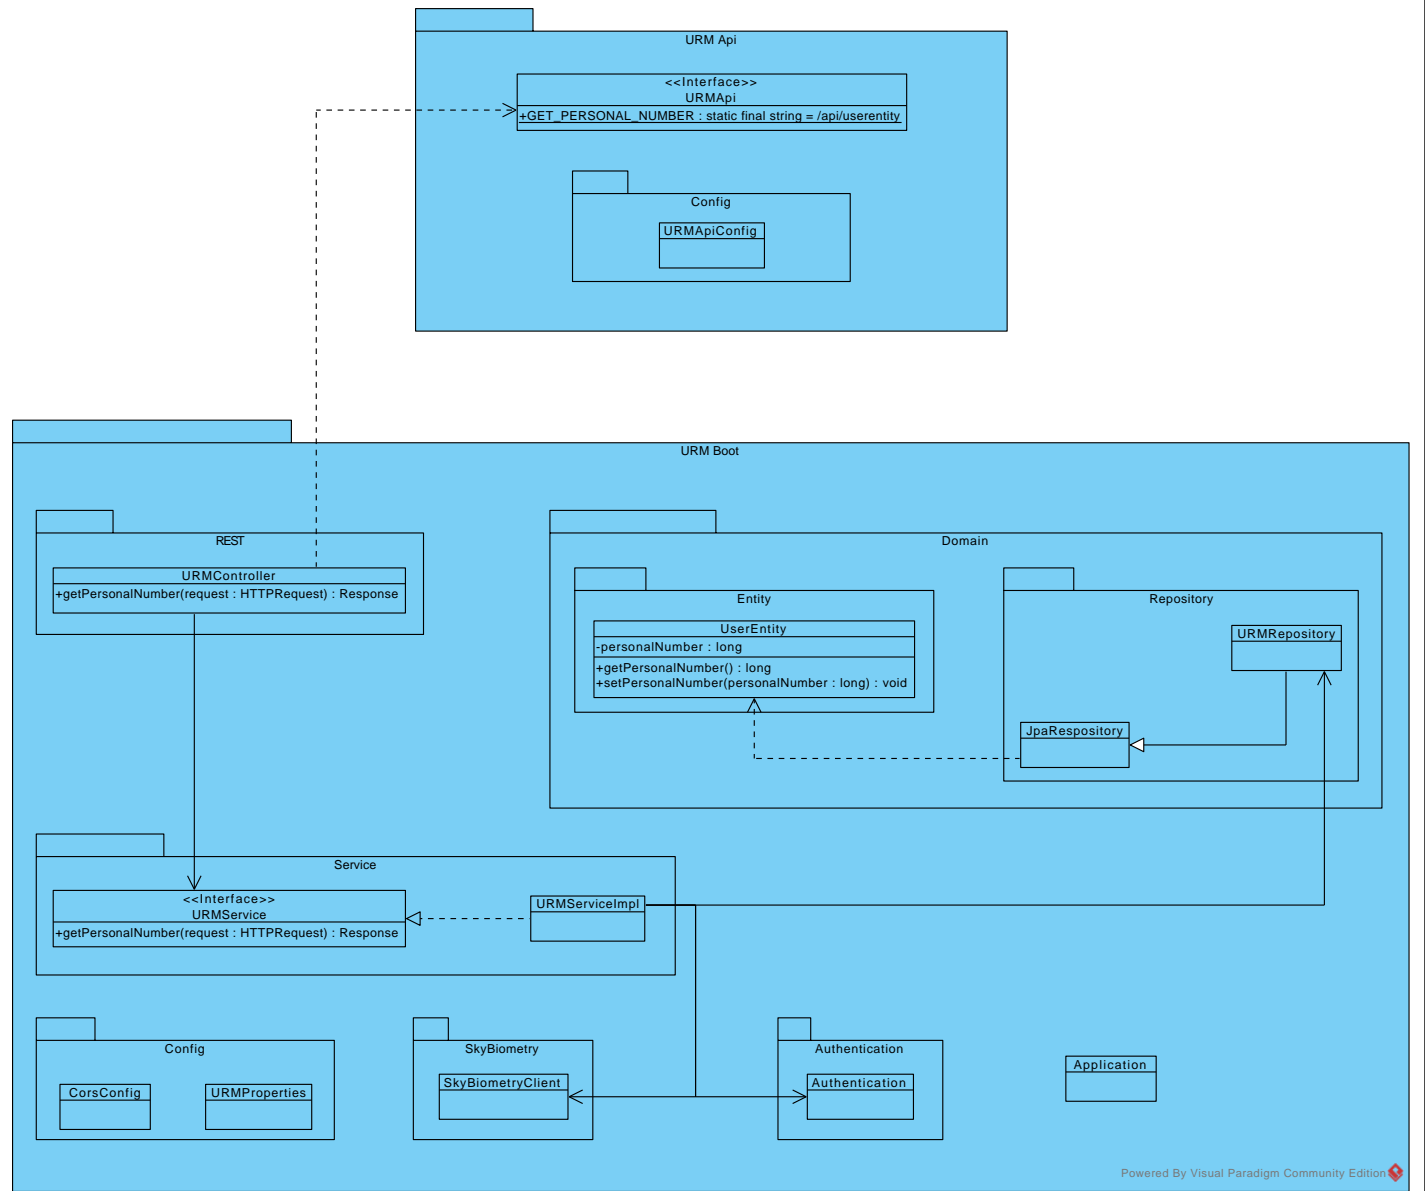 URM Api
<<Interface>>
URMApi
+GET_PERSONAL_NUMBER : static final string = /api/userentity
Config
URMApiConfig
URM Boot
REST
URMController
+getPersonalNumber(request : HTTPRequest) : Response
Domain
Entity
UserEntity
-personalNumber : long
+getPersonalNumber() : long
+setPersonalNumber(personalNumber : long) : void
Repository
URMRepository
JpaRespository
Service
<<Interface>>
URMService
+getPersonalNumber(request : HTTPRequest) : Response
URMServiceImpl
Config
CorsConfig
URMProperties
SkyBiometry
SkyBiometryClient
Authentication
Authentication
Application
Powered By Visual Paradigm Community Edition